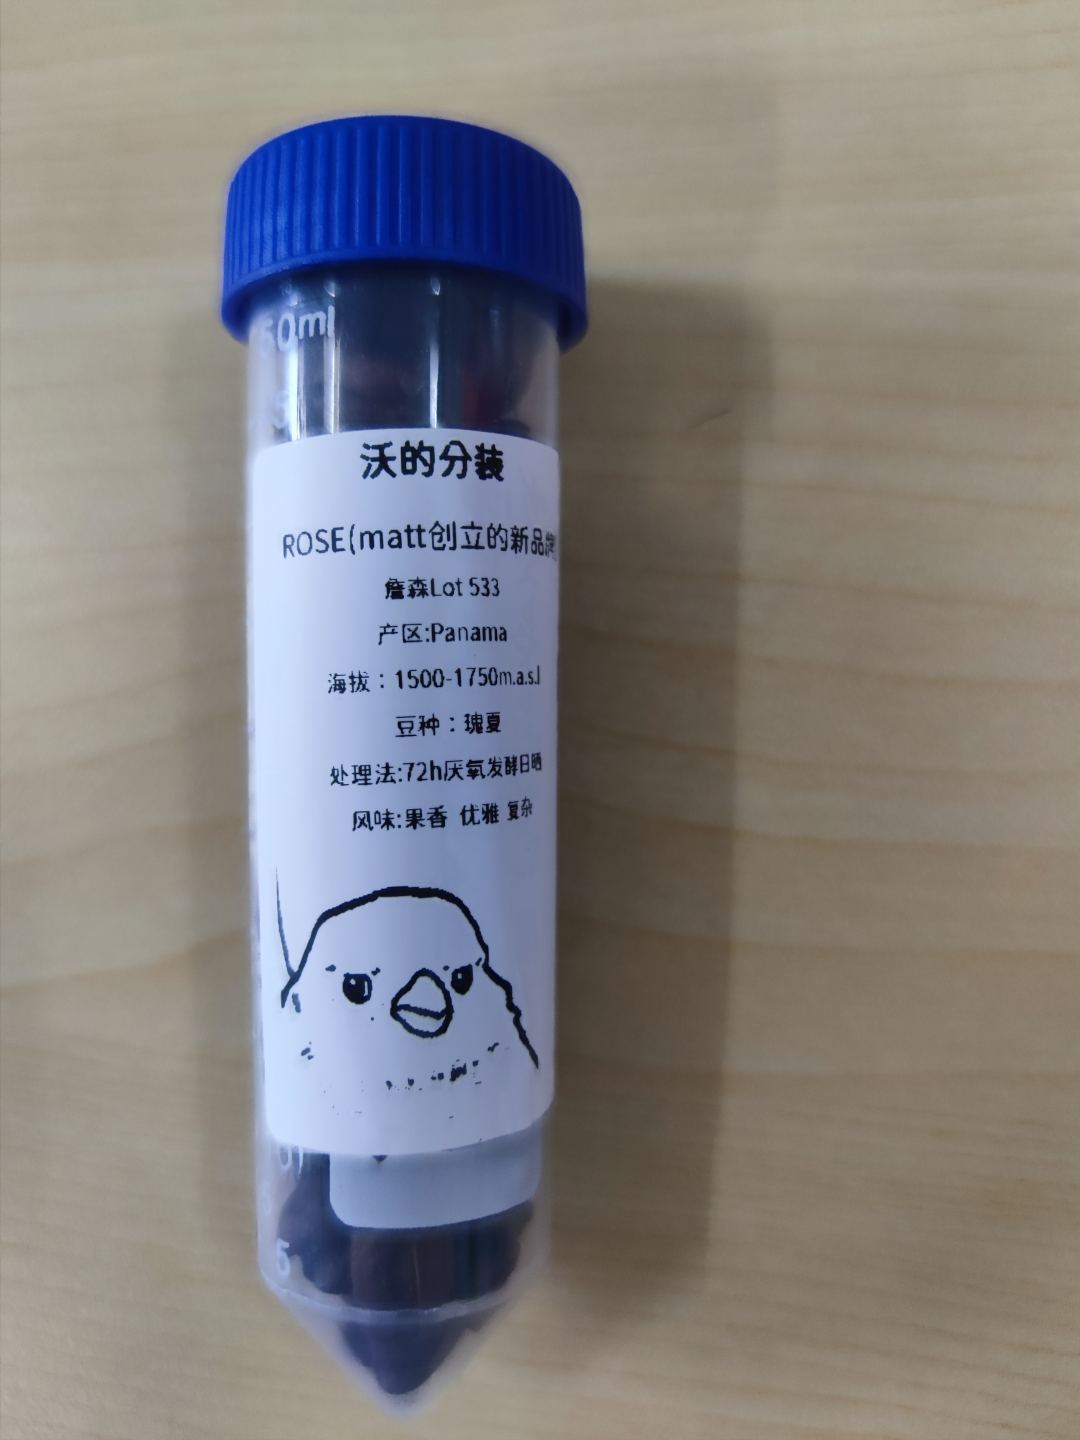 50ml
沃的分装
ROSE(matt创立的新品牌
詹森Lot 533
产区:Panama
海拔：1500-1750m.a.s.l
豆种：瑰夏
处理法:72h厌氧发酵日晒
风味:果香 优雅 复杂
5